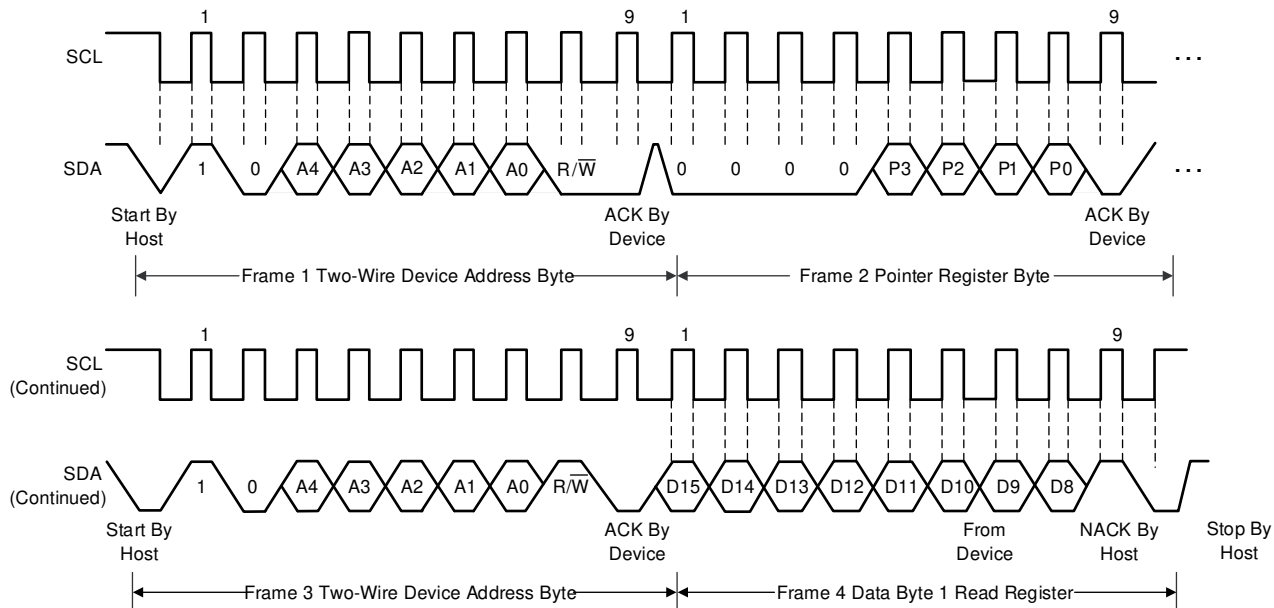 1 9 1 9
SCL ...
SDA 1 0 A4 A3 A2 A1 A0 R/W̅ 0 0 0 0 P3 P2 P1 P0 ...
Start By Host
ACK By Device
ACK By Device
Frame 1 Two-Wire Device Address Byte
Frame 2 Pointer Register Byte
1 9 1 9
SCL
(Continued)
SDA
(Continued)
1 0 A4 A3 A2 A1 A0 R/W̅ D15 D14 D13 D12 D11 D10 D9 D8
Start By Host
ACK By Device
From Device
NACK By Host
Stop By Host
Frame 3 Two-Wire Device Address Byte
Frame 4 Data Byte 1 Read Register